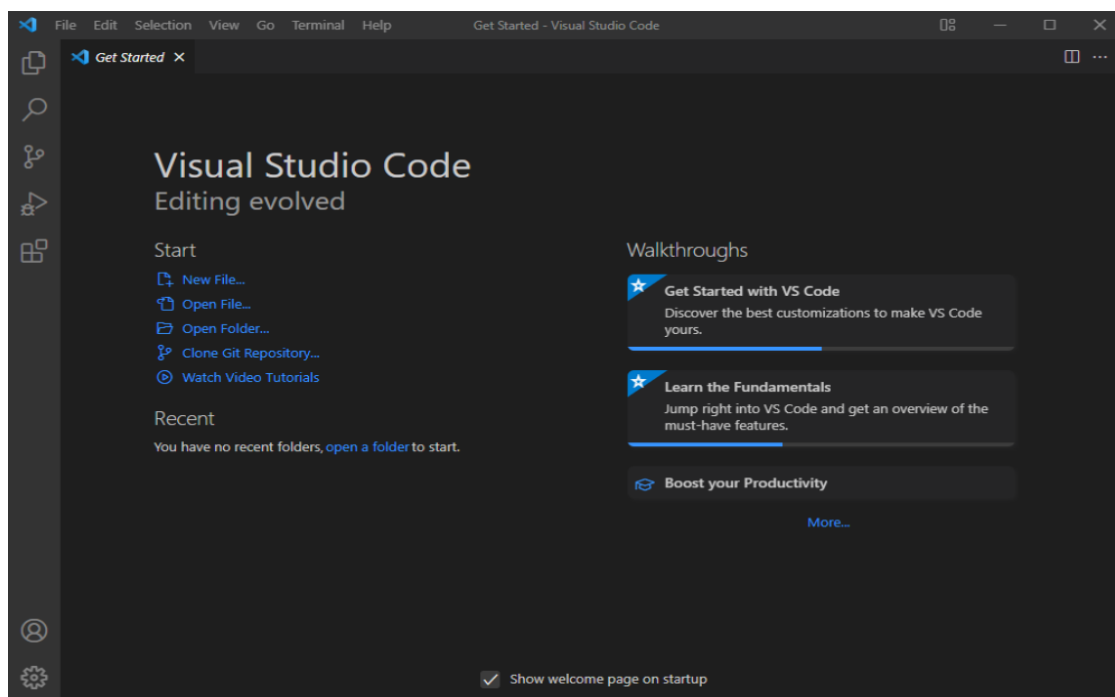 File Edit Selection View Go Terminal Help Get Started - Visual Studio Code
Get Started
Visual Studio Code
Editing evolved
Start
New File...
Open File...
Open Folder...
Clone Git Repository...
Watch Video Tutorials
Recent
You have no recent folders, open a folder to start.
Walkthroughs
Get Started with VS Code
Discover the best customizations to make VS Code
yours.
Learn the Fundamentals
Jump right into VS Code and get an overview of the
must-have features.
Boost your Productivity
More...
Show welcome page on startup